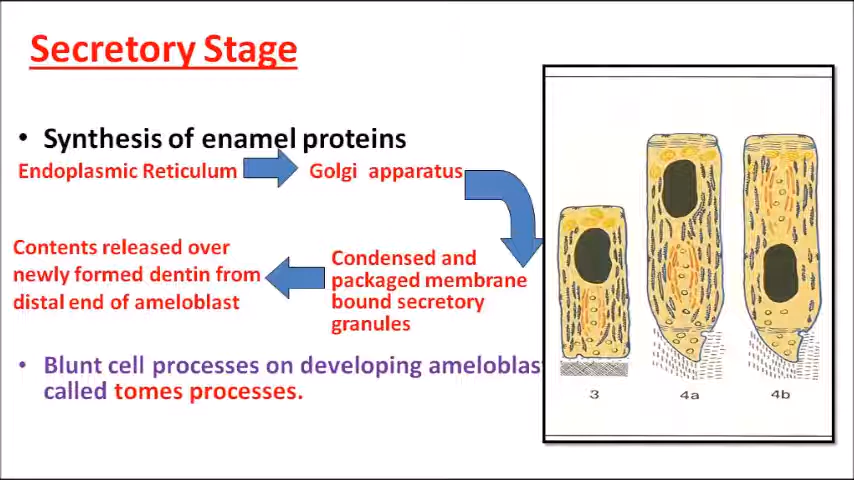 Secretory Stage
• Synthesis of enamel proteins
Endoplasmic Reticulum
Golgi apparatus
Condensed and
packaged membrane
bound secretory
granules
Contents released over
newly formed dentin from
distal end of ameloblast
• Blunt cell processes on developing ameloblas
called tomes processes.
3
4a
4b